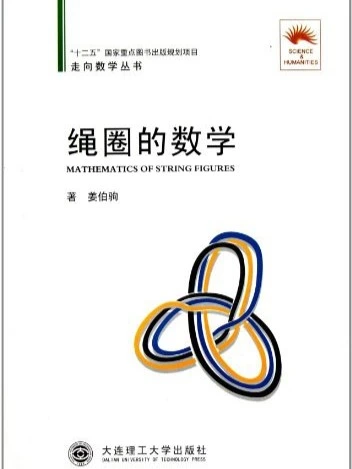 "十二五"国家重点图书出版规划项目
走向数学丛书
SCIENCE
&
HUMANITIES
绳圈的数学
MATHEMATICS OF STRING FIGURES
著 姜伯驹
大连理工大学出版社
DALIAN UNIVERSITY OF TECHNOLOGY PRESS